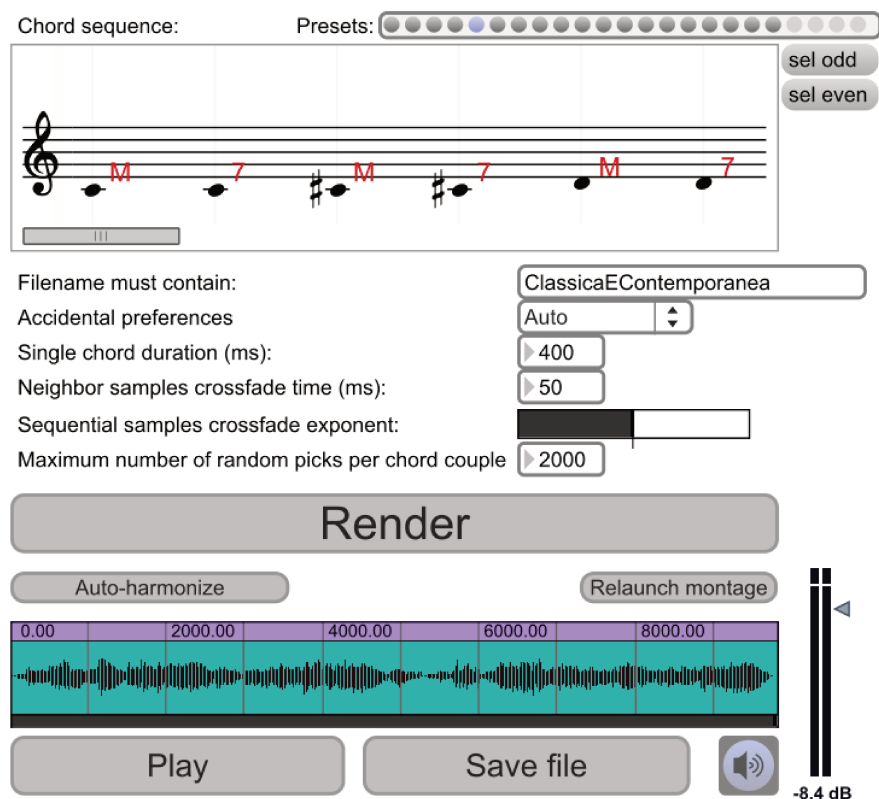 Chord sequence: Presets:
sel odd
sel even
M 7 M 7 M 7
Filename must contain: ClassicaEContemporanea
Accidental preferences Auto
Single chord duration (ms): 400
Neighbor samples crossfade time (ms): 50
Sequential samples crossfade exponent:
Maximum number of random picks per chord couple 2000
Render
Auto-harmonize Relaunch montage
0.00 2000.00 4000.00 6000.00 8000.00
Play Save file
-8.4 dB